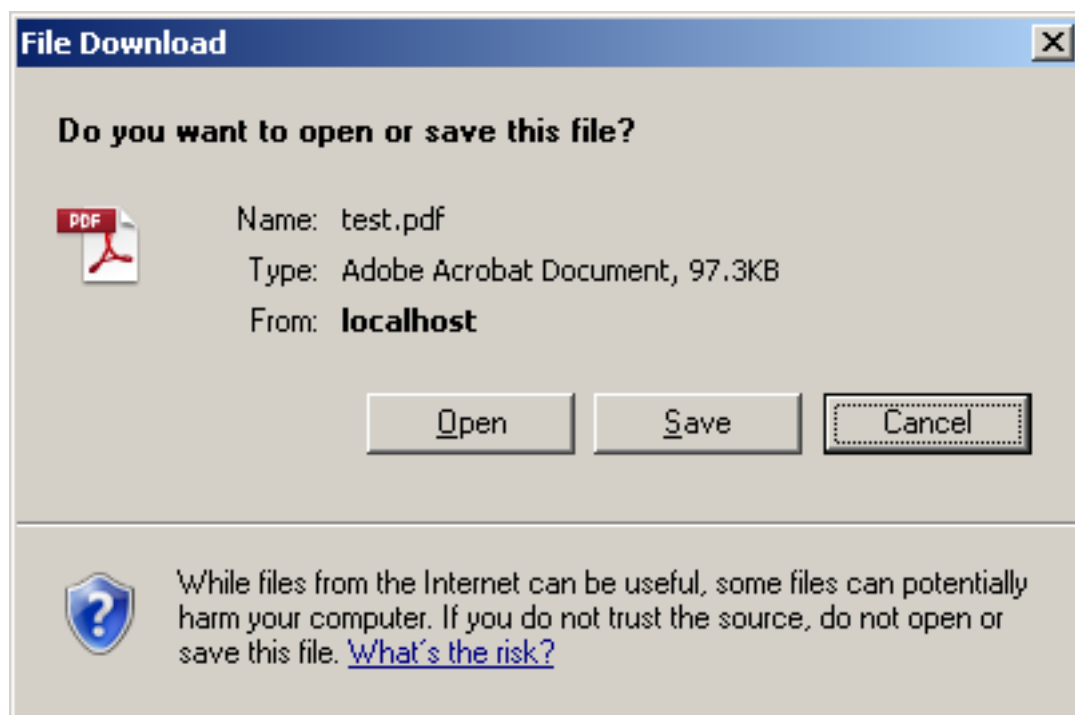 File Download
Do you want to open or save this file?
PDF
Name: test.pdf
Type: Adobe Acrobat Document, 97.3KB
From: localhost
Open Save Cancel
While files from the Internet can be useful, some files can potentially
harm your computer. If you do not trust the source, do not open or
save this file. What´s the risk?